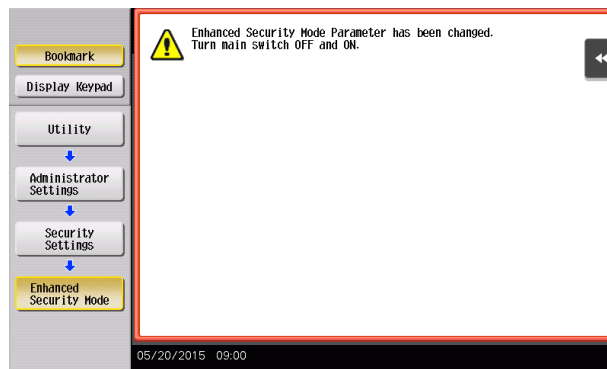 Bookmark
Display Keypad
Utility
Administrator
Settings
Security
Settings
Enhanced
Security Mode
Enhanced Security Mode Parameter has been changed.
Turn main switch OFF and ON.
05/20/2015 09:00